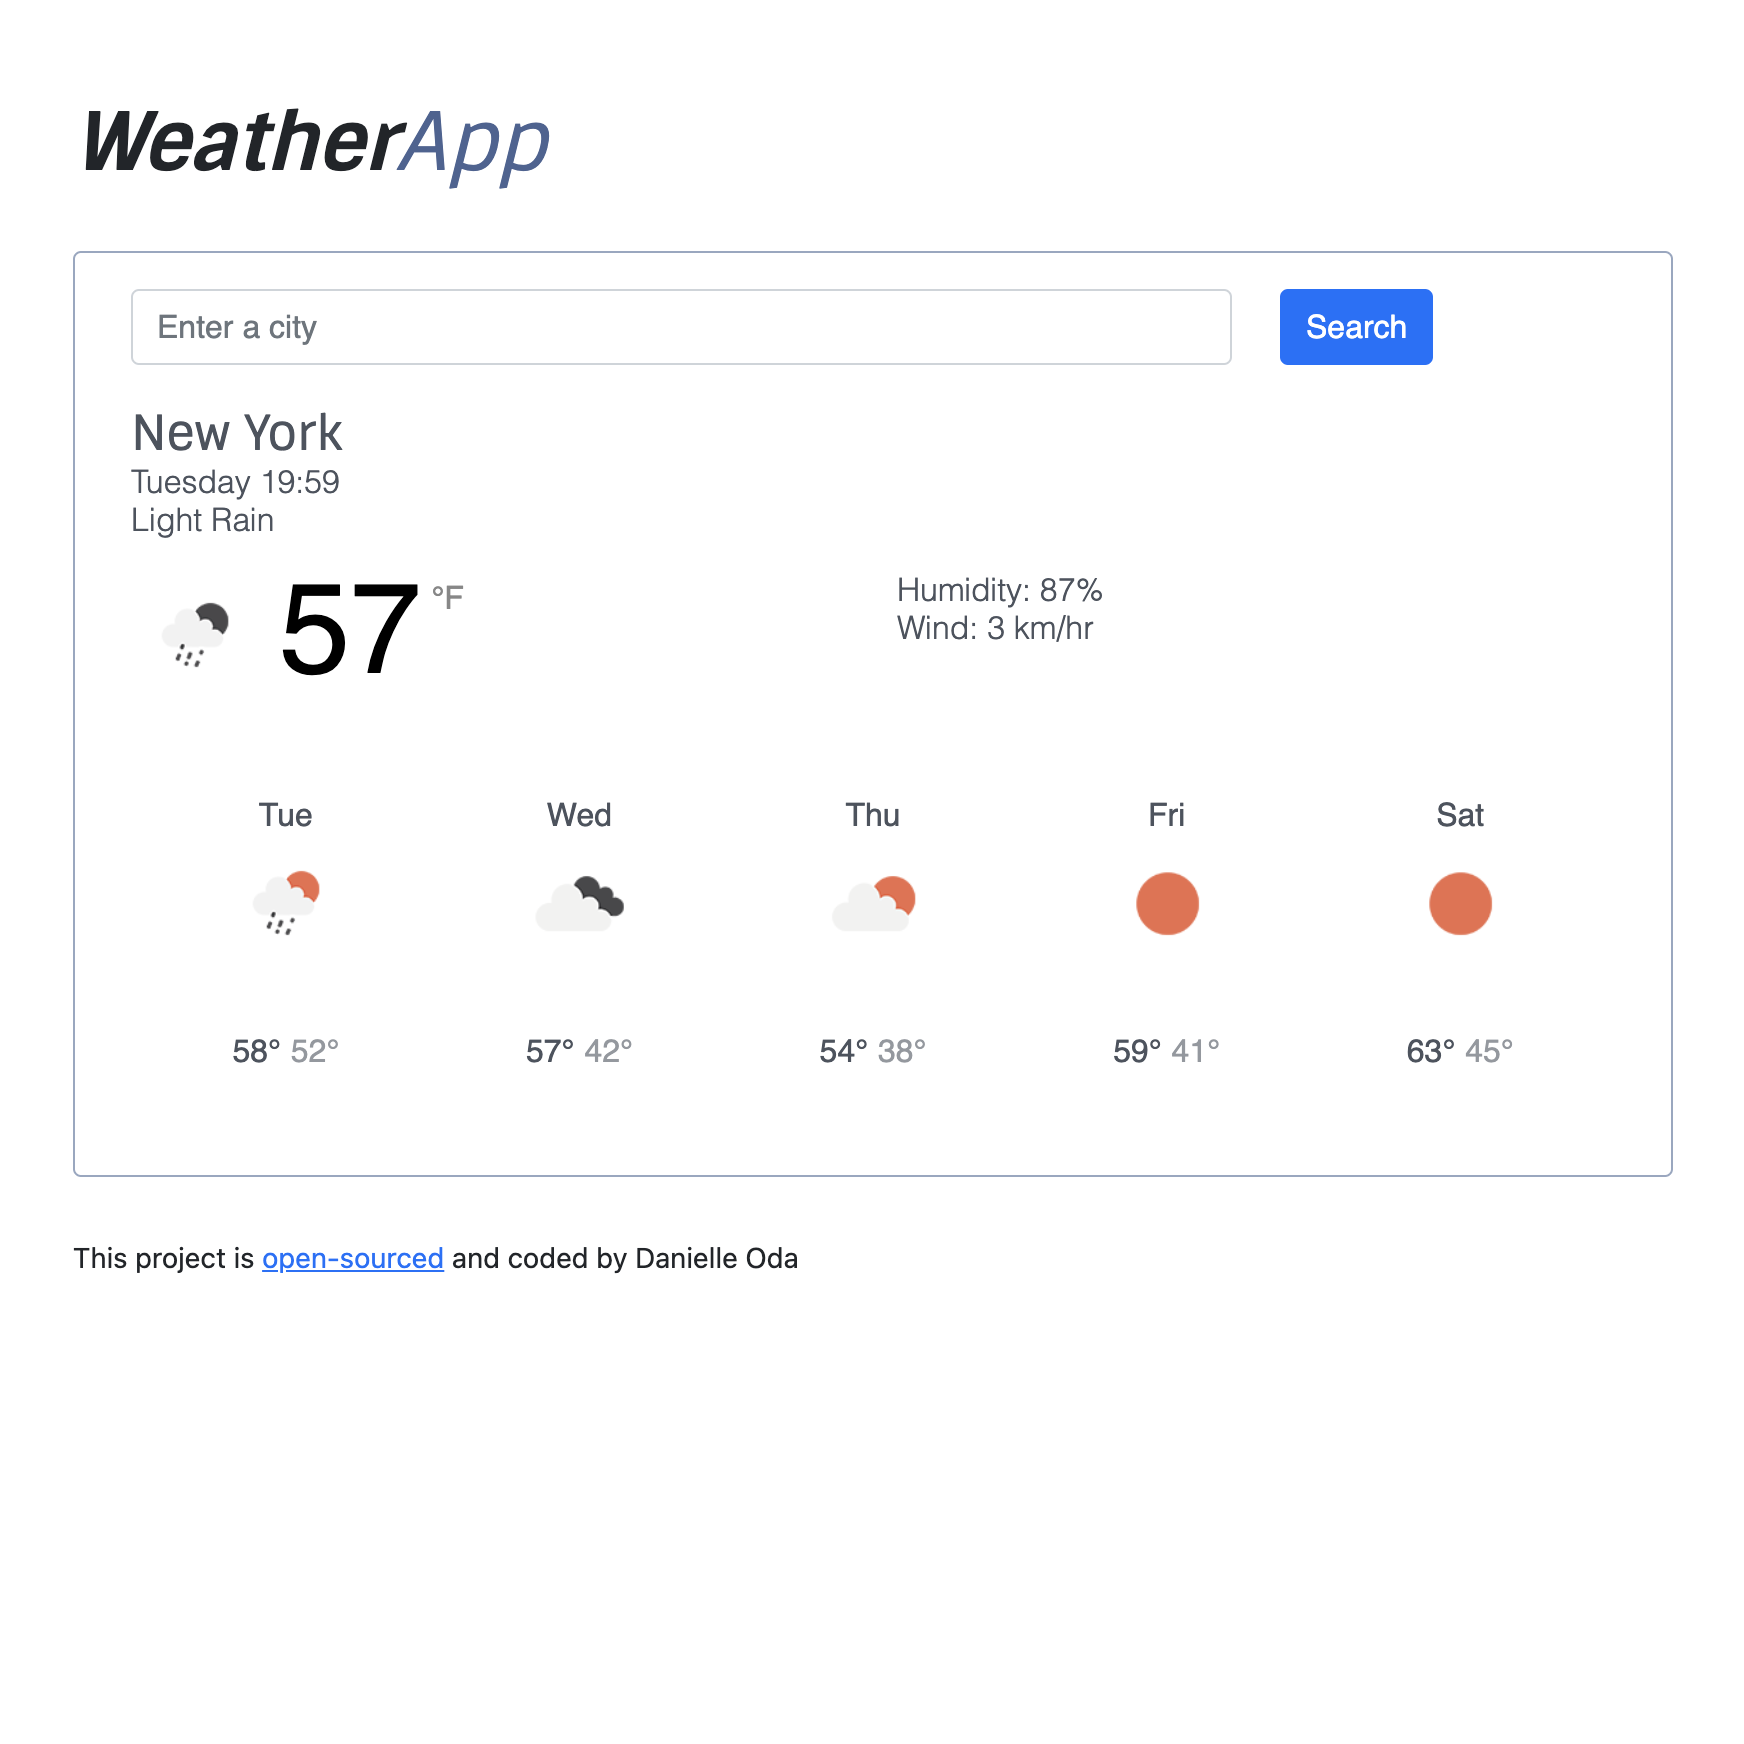 WeatherApp
Enter a city
Search
New York
Tuesday 19:59
Light Rain
57 °F
Humidity: 87%
Wind: 3 km/hr
Tue Wed Thu Fri Sat
58° 52° 57° 42° 54° 38° 59° 41° 63° 45°
This project is open-sourced and coded by Danielle Oda